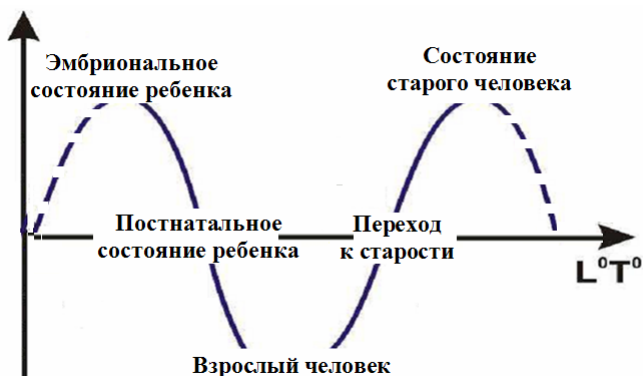 Эмбриональное
состояние ребенка
Состояние
старого человека
Постнатальное
состояние ребенка
Переход
к старости
L⁰T⁰
Взрослый человек